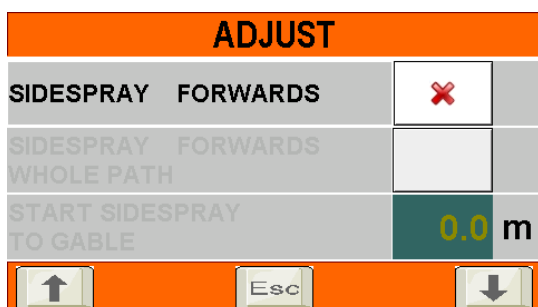 ADJUST
SIDESPRAY FORWARDS
SIDESPRAY FORWARDS
WHOLE PATH
START SIDESPRAY
TO GABLE
0.0 m
Esc